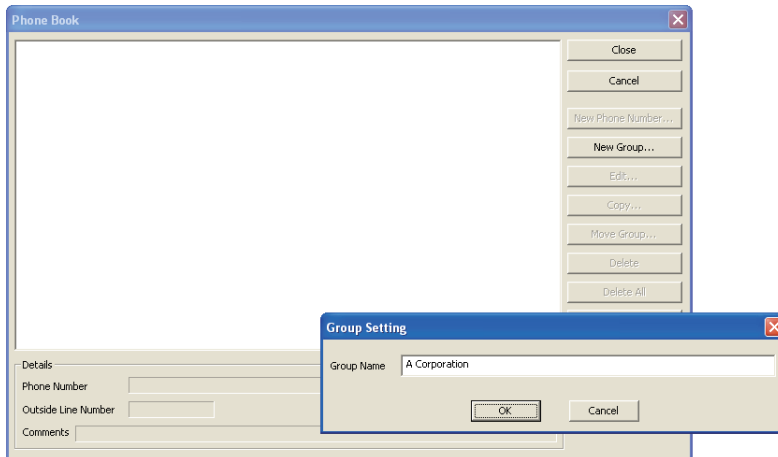 Phone Book
Close
Cancel
New Phone Number...
New Group...
Edit...
Copy...
Move Group...
Delete
Delete All
Details
Phone Number
Outside Line Number
Comments
Group Setting
Group Name A Corporation
OK Cancel